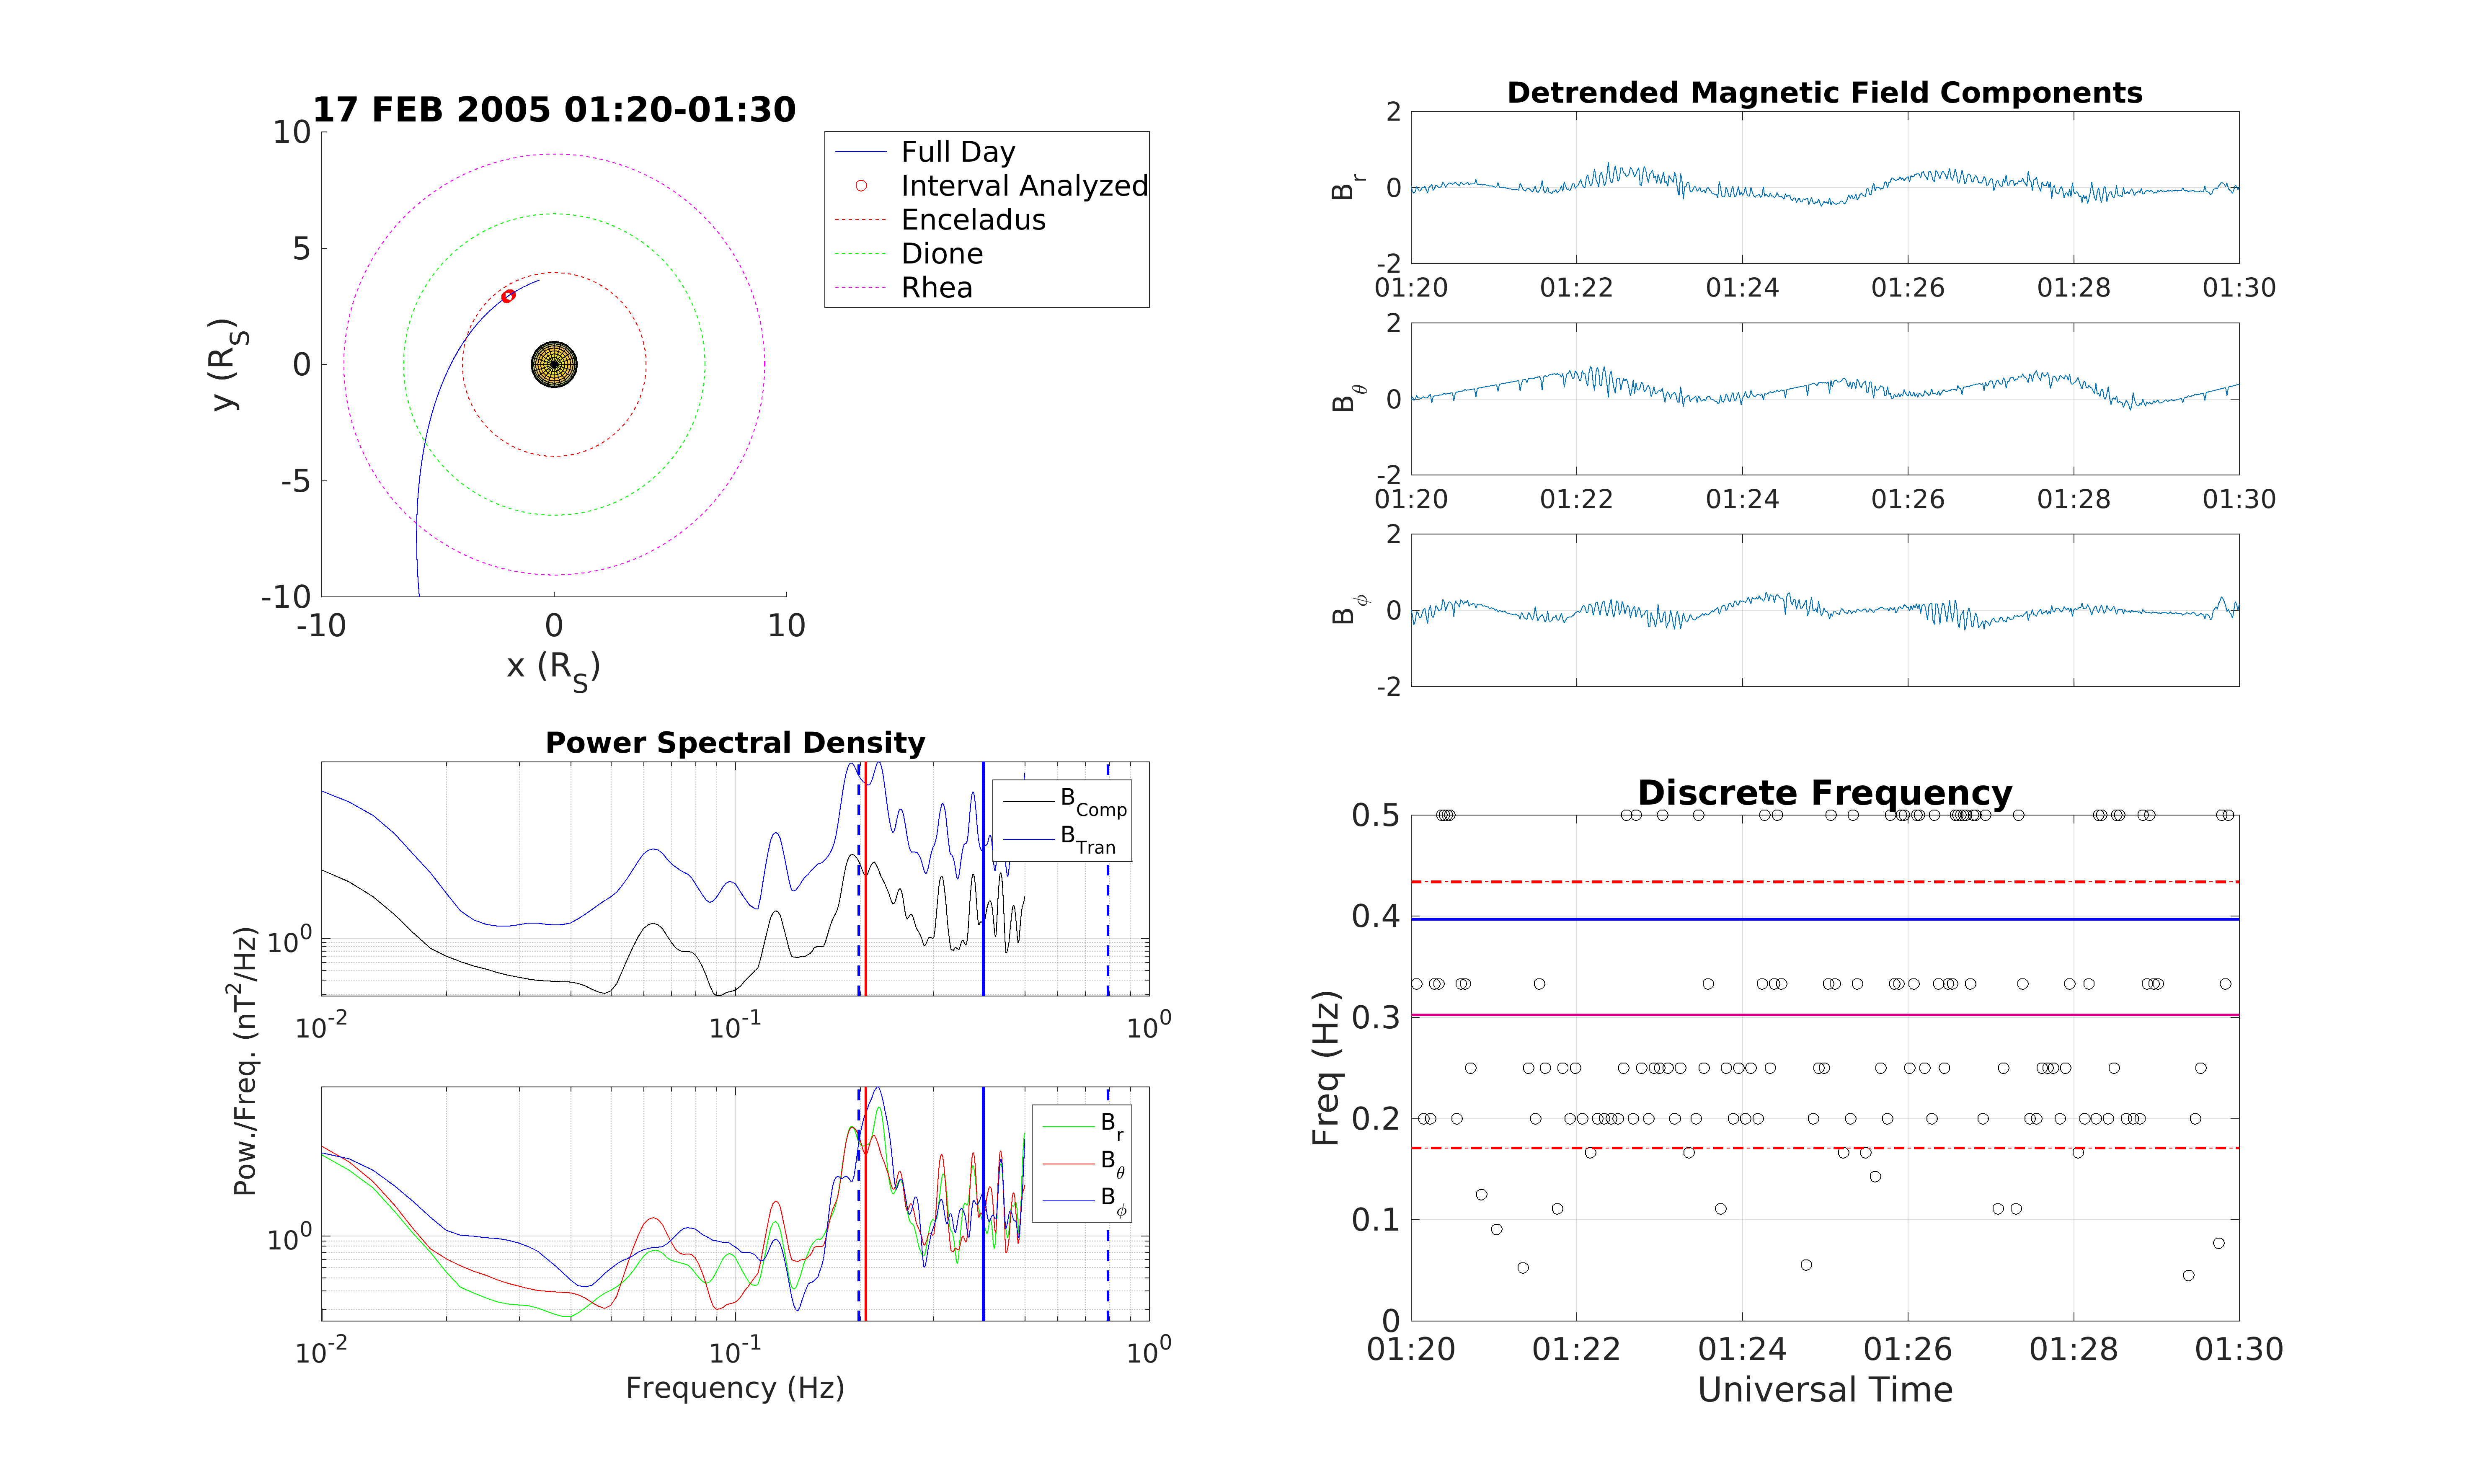 17 FEB 2005 01:20-01:30
10
5
0
-5
-10
-10 0 10
y (R_S)
x (R_S)
Full Day
Interval Analyzed
Enceladus
Dione
Rhea
Detrended Magnetic Field Components
2
0
-2
B_r
01:20 01:22 01:24 01:26 01:28 01:30
2
0
-2
B_θ
01:20 01:22 01:24 01:26 01:28 01:30
2
0
-2
B_ϕ
Power Spectral Density
10^0
10^-2 10^-1 10^0
B_Comp
B_Tran
Pow./Freq. (nT^2/Hz)
10^0
10^-2 10^-1 10^0
B_r
B_θ
B_ϕ
Frequency (Hz)
Discrete Frequency
0.5
0.4
0.3
0.2
0.1
0
Freq (Hz)
01:20 01:22 01:24 01:26 01:28 01:30
Universal Time